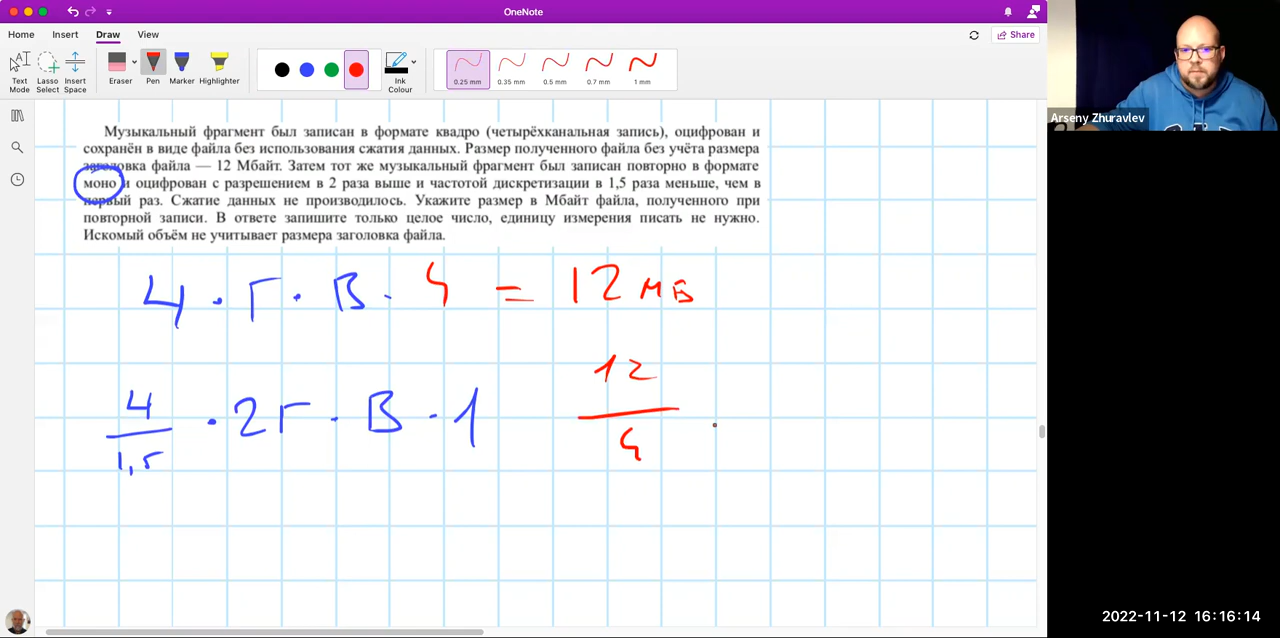 OneNote
Home Insert Draw View
Share
Text Mode
Lasso Select
Insert Space
Eraser
Pen
Marker
Highlighter
Ink Colour
0.25 mm
0.35 mm
0.5 mm
0.7 mm
1 mm
Arseny Zhuravlev
Музыкальный фрагмент был записан в формате квадро (четырёхканальная запись), оцифрован и
сохранён в виде файла без использования сжатия данных. Размер полученного файла без учёта размера
заголовка файла — 12 Мбайт. Затем тот же музыкальный фрагмент был записан повторно в формате
моно и оцифрован с разрешением в 2 раза выше и частотой дискретизации в 1,5 раза меньше, чем в
первый раз. Сжатие данных не производилось. Укажите размер в Мбайт файла, полученного при
повторной записи. В ответе запишите только целое число, единицу измерения писать не нужно.
Искомый объём не учитывает размера заголовка файла.
Ч · Г · В · 4 = 12 МБ
Ч
1,5
· 2Г · В · 1
12
4
2022-11-12 16:16:14